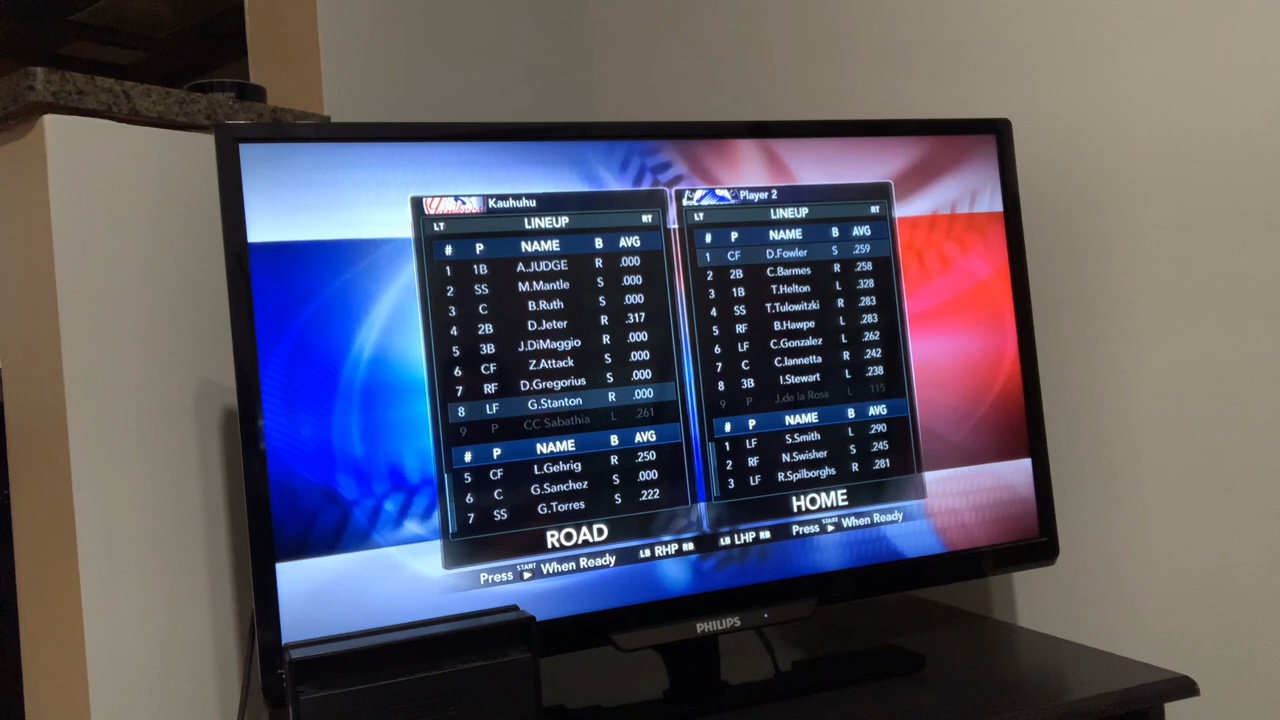 Kauhuhu
LT LINEUP RT
# P NAME B AVG
1 1B A.JUDGE R .000
2 SS M.Mantle S .000
3 C B.Ruth S .000
4 2B D.Jeter R .317
5 3B J.DiMaggio R .000
6 CF Z.Attack S .000
7 RF D.Gregorius S .000
8 LF G.Stanton R .000
9 P CC Sabathia L .261
# P NAME B AVG
5 CF L.Gehrig R .250
6 C G.Sanchez S .000
7 SS G.Torres S .222
ROAD
Press START When Ready
LB RHP RB
Player 2
LT LINEUP RT
# P NAME B AVG
1 CF D.Fowler S .259
2 2B C.Barmes R .258
3 1B T.Helton L .328
4 SS T.Tulowitzki R .283
5 RF B.Hawpe L .283
6 LF C.Gonzalez L .262
7 C C.Iannetta R .242
8 3B I.Stewart L .238
9 P J.de la Rosa L .115
# P NAME B AVG
1 LF S.Smith L .290
2 RF N.Swisher S .245
3 LF R.Spilborghs R .281
HOME
LB LHP RB
Press START When Ready
PHILIPS